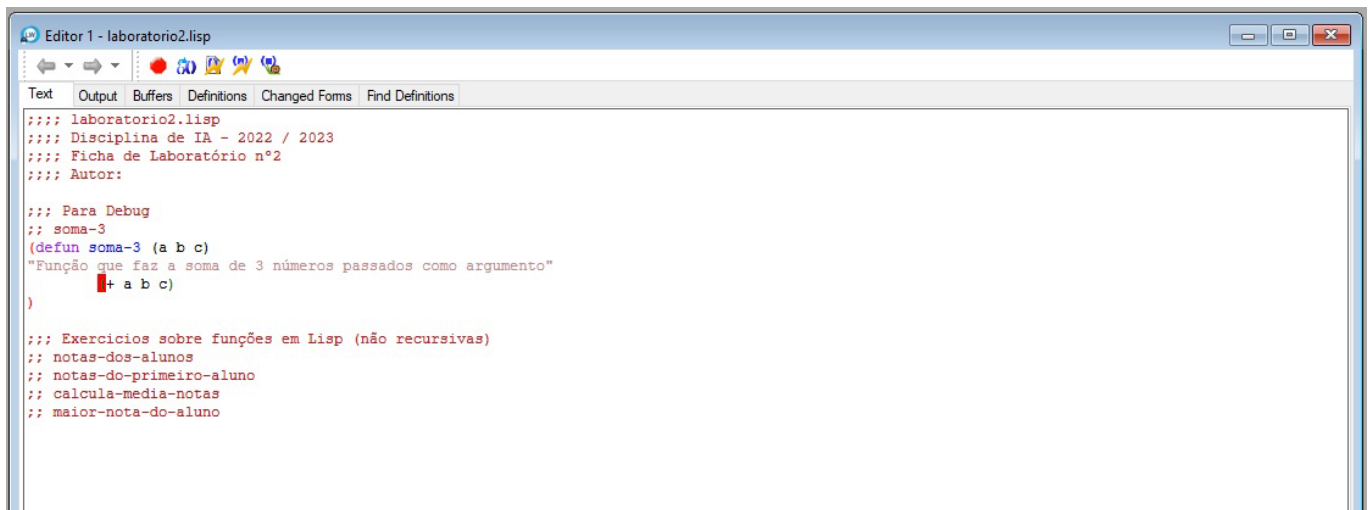 Editor 1 - laboratorio2.lisp
Text Output Buffers Definitions Changed Forms Find Definitions
;;;; laboratorio2.lisp
;;;; Disciplina de IA - 2022 / 2023
;;;; Ficha de Laboratório nº2
;;;; Autor:
;;; Para Debug
;; soma-3
(defun soma-3 (a b c)
"Função que faz a soma de 3 números passados como argumento"
(+ a b c)
)
;;; Exercicios sobre funções em Lisp (não recursivas)
;; notas-dos-alunos
;; notas-do-primeiro-aluno
;; calcula-media-notas
;; maior-nota-do-aluno